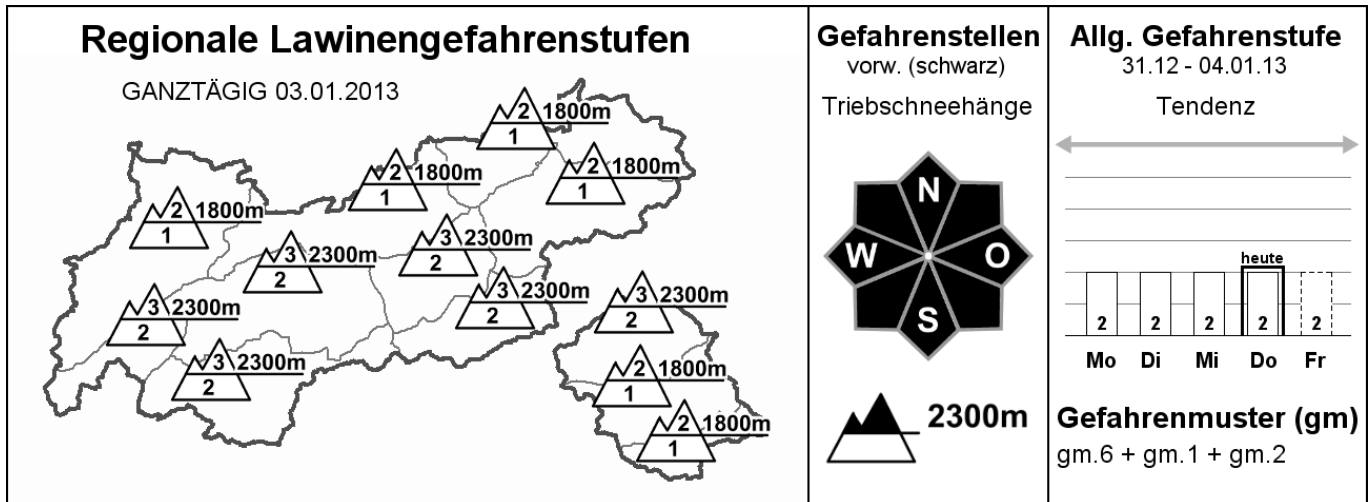 Regionale Lawinengefahrenstufen
GANZTÄGIG 03.01.2013
2 1800m
1
2 1800m
1
2 1800m
1
2 1800m
1
3 2300m
2
3 2300m
2
3 2300m
2
3 2300m
2
3 2300m
2
3 2300m
2
2 1800m
1
2 1800m
1
Gefahrenstellen
vorw. (schwarz)
Triebschneehänge
N
W O
S
2300m
Allg. Gefahrenstufe
31.12 - 04.01.13
Tendenz
heute
2 2 2 2 2
Mo Di Mi Do Fr
Gefahrenmuster (gm)
gm.6 + gm.1 + gm.2